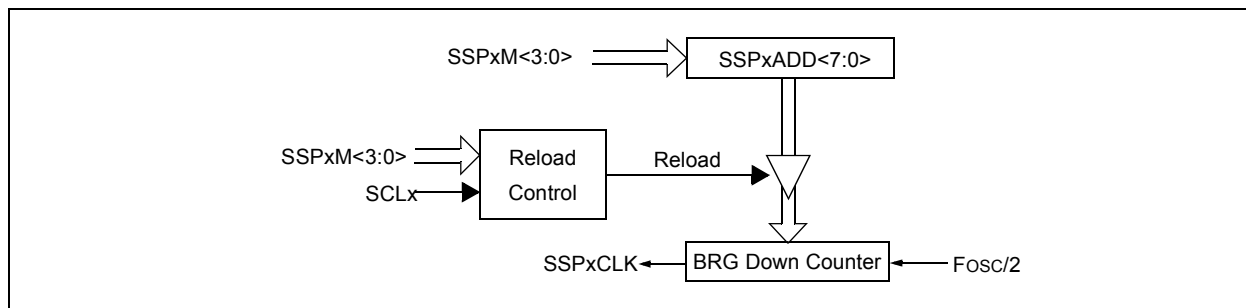 SSPxM<3:0>
SSPxADD<7:0>
SSPxM<3:0>
Reload
Control
Reload
SCLx
SSPxCLK
BRG Down Counter
FOSC/2